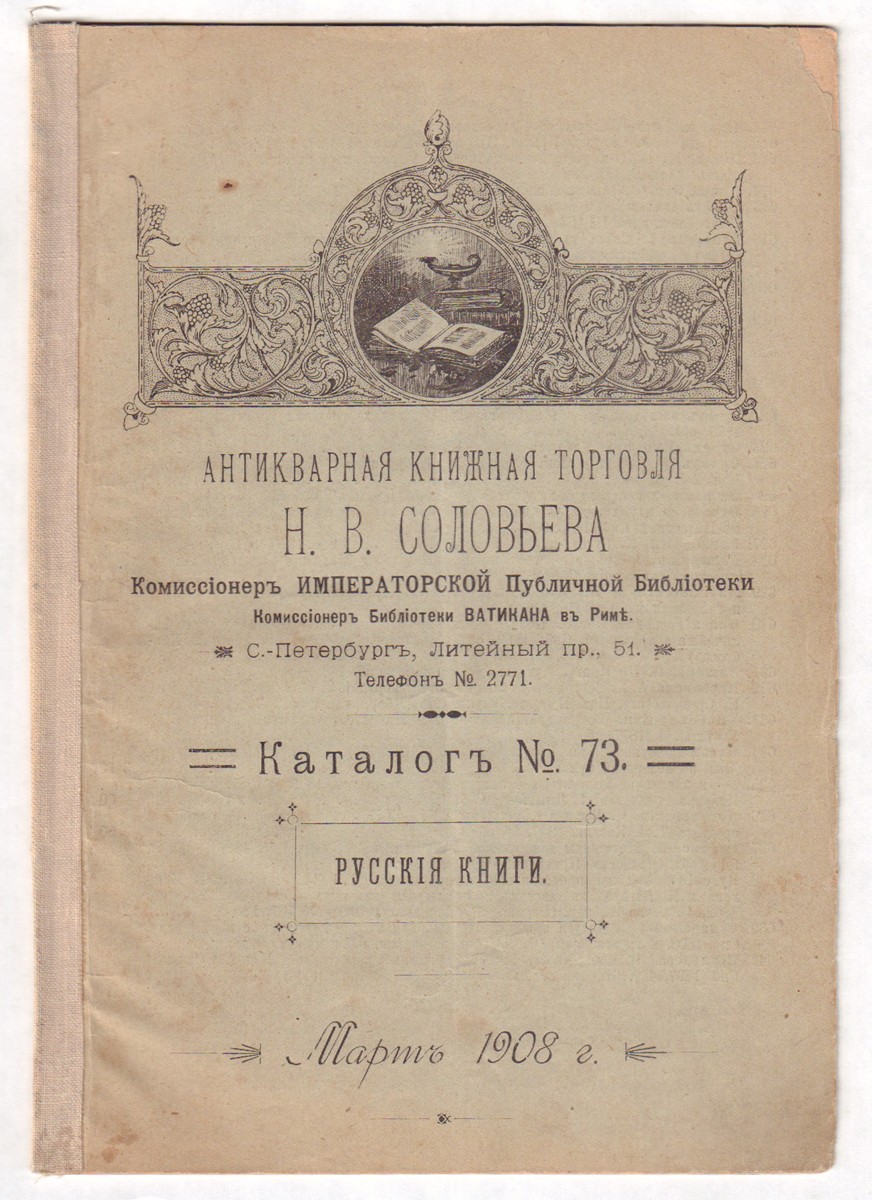 АНТИКВАРНАЯ КНИЖНАЯ ТОРГОВЛЯ
Н. В. СОЛОВЬЕВА
Комиссіонеръ ИМПЕРАТОРСКОЙ Публичной Библіотеки
Комиссіонеръ Библіотеки ВАТИКАНА въ Римѣ.
С.-Петербургъ, Литейный пр., 51.
Телефонъ №. 2771.
Каталогъ №. 73.
РУССКІЯ КНИГИ.
Мартъ 1908 г.